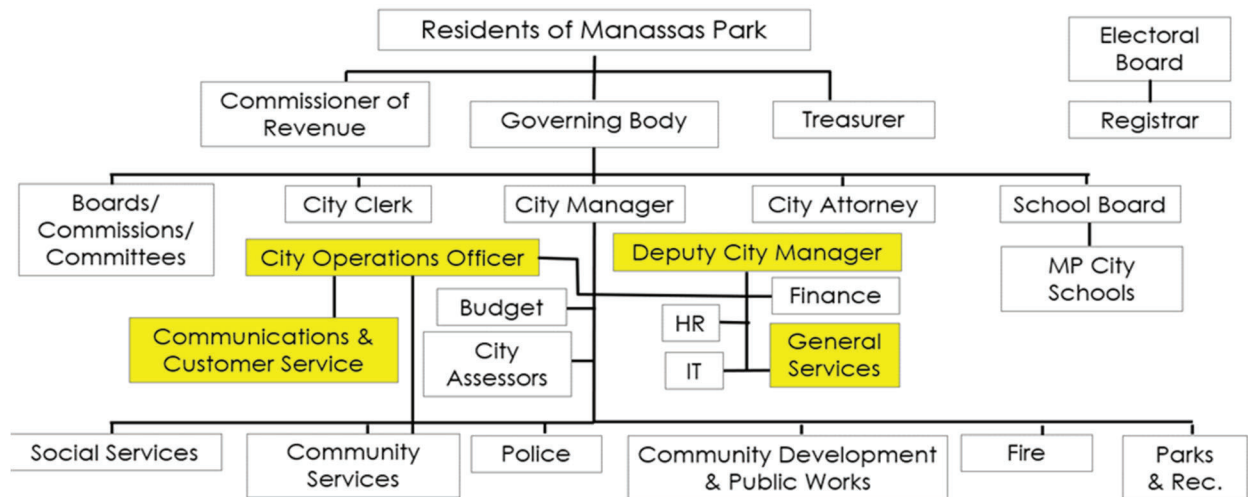 Residents of Manassas Park
Electoral
Board
Commissioner of
Revenue
Governing Body
Treasurer
Registrar
Boards/
Commissions/
Committees
City Clerk
City Manager
City Attorney
School Board
City Operations Officer
Deputy City Manager
MP City
Schools
Budget
Finance
HR
Communications &
Customer Service
City
Assessors
General
Services
IT
Social Services
Community
Services
Police
Community Development
& Public Works
Fire
Parks
& Rec.